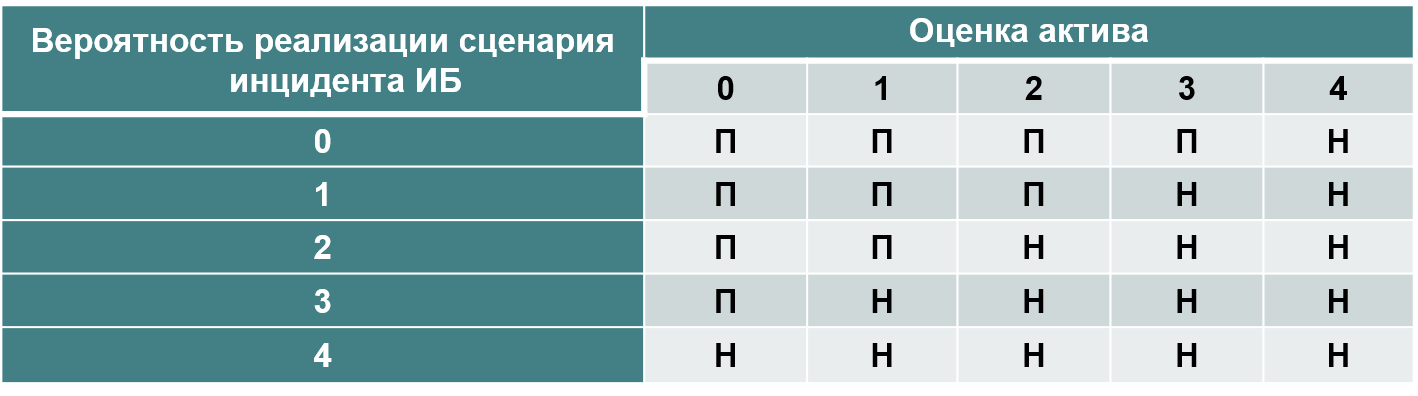 Вероятность реализации сценария
инцидента ИБ
Оценка актива
0 1 2 3 4
0 П П П П Н
1 П П П Н Н
2 П П Н Н Н
3 П Н Н Н Н
4 Н Н Н Н Н